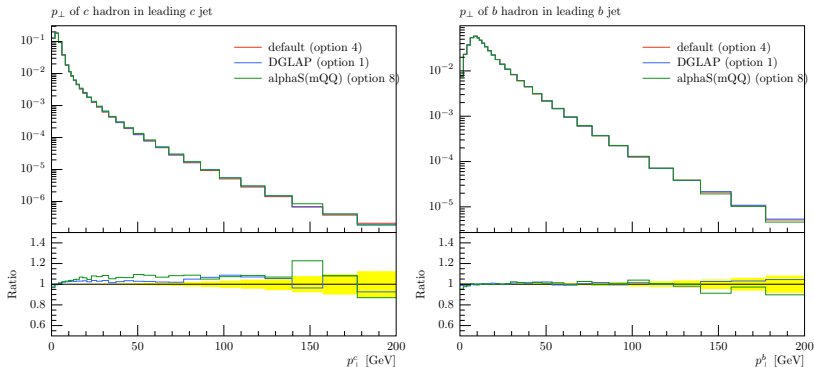 p⊥ of c hadron in leading c jet
default (option 4)
DGLAP (option 1)
alphaS(mQQ) (option 8)
10⁻¹
10⁻²
10⁻³
10⁻⁴
10⁻⁵
10⁻⁶
1.4
1.2
1
0.8
0.6
Ratio
0 50 100 150 200
p⊥ᶜ [GeV]
p⊥ of b hadron in leading b jet
default (option 4)
DGLAP (option 1)
alphaS(mQQ) (option 8)
10⁻²
10⁻³
10⁻⁴
10⁻⁵
1.4
1.2
1
0.8
0.6
Ratio
0 50 100 150 200
p⊥ᵇ [GeV]